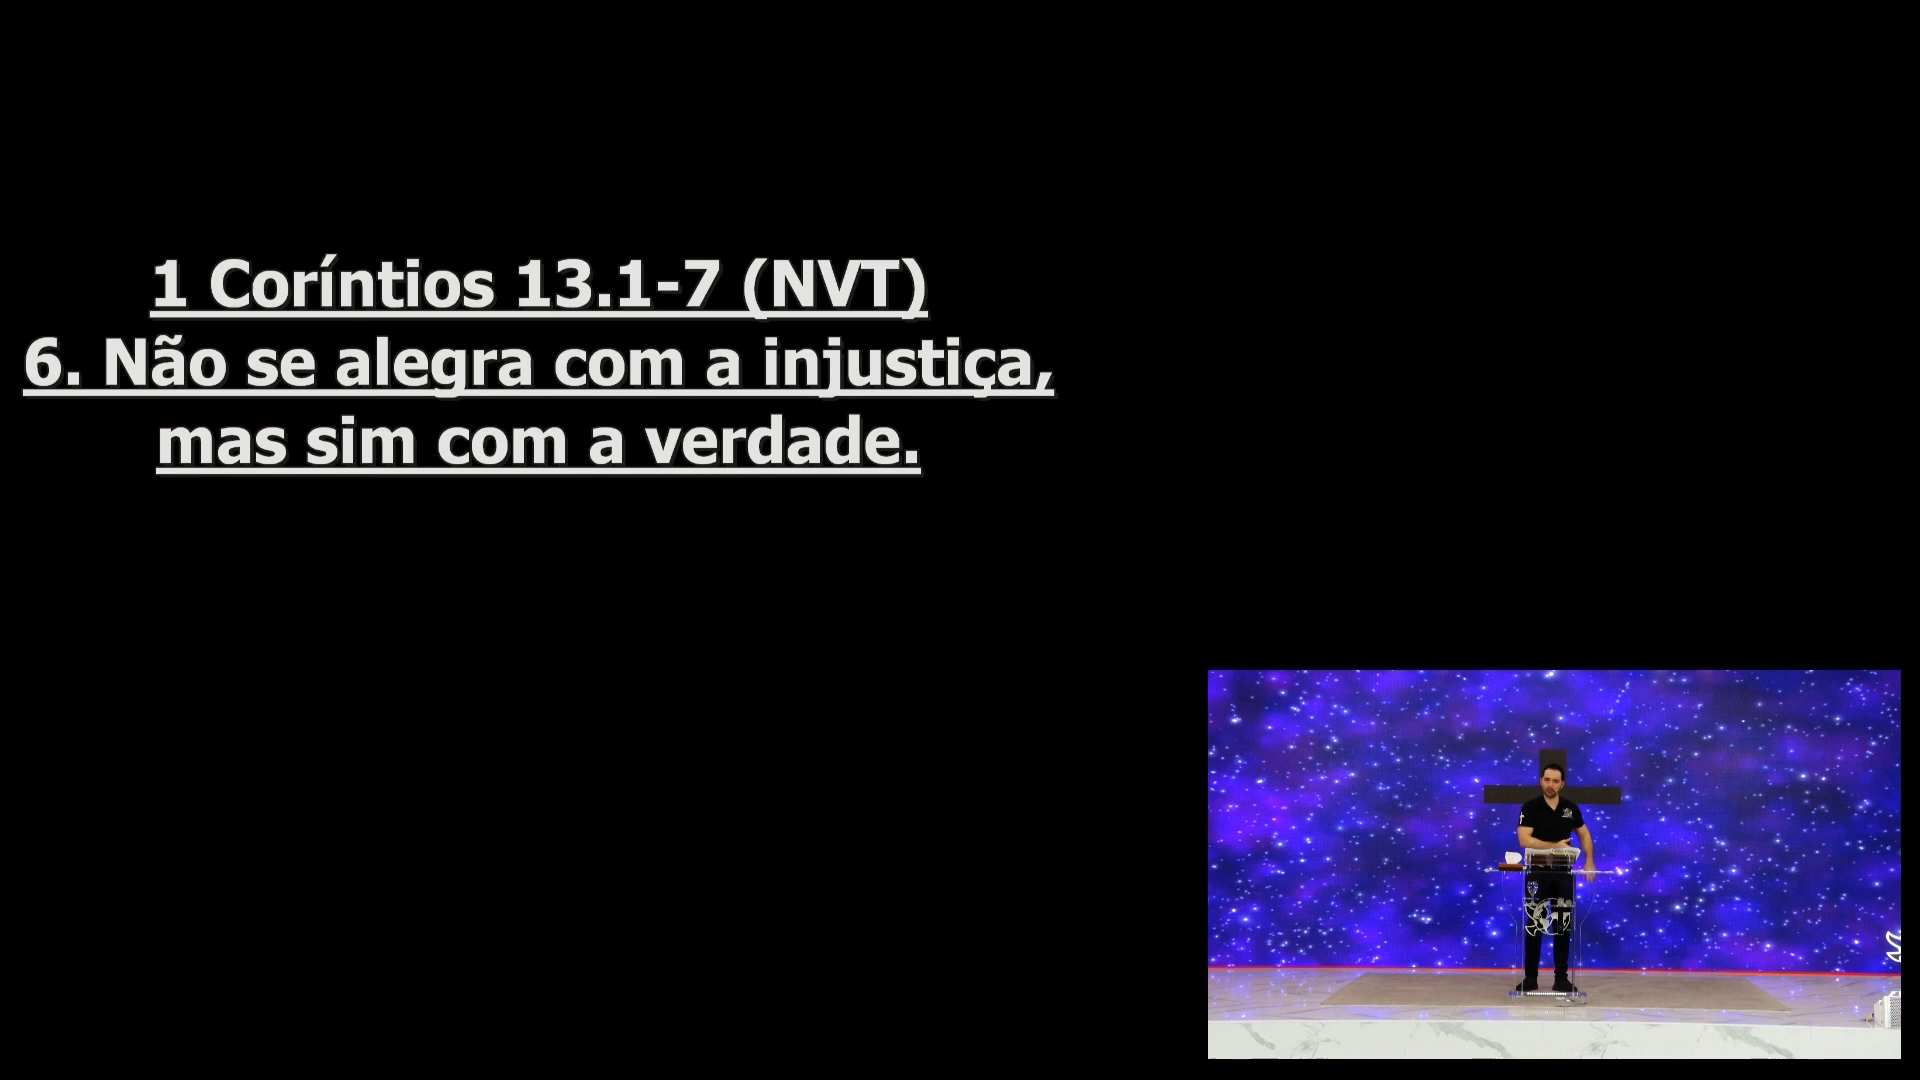 1 Coríntios 13.1-7 (NVT)
6. Não se alegra com a injustiça,
mas sim com a verdade.